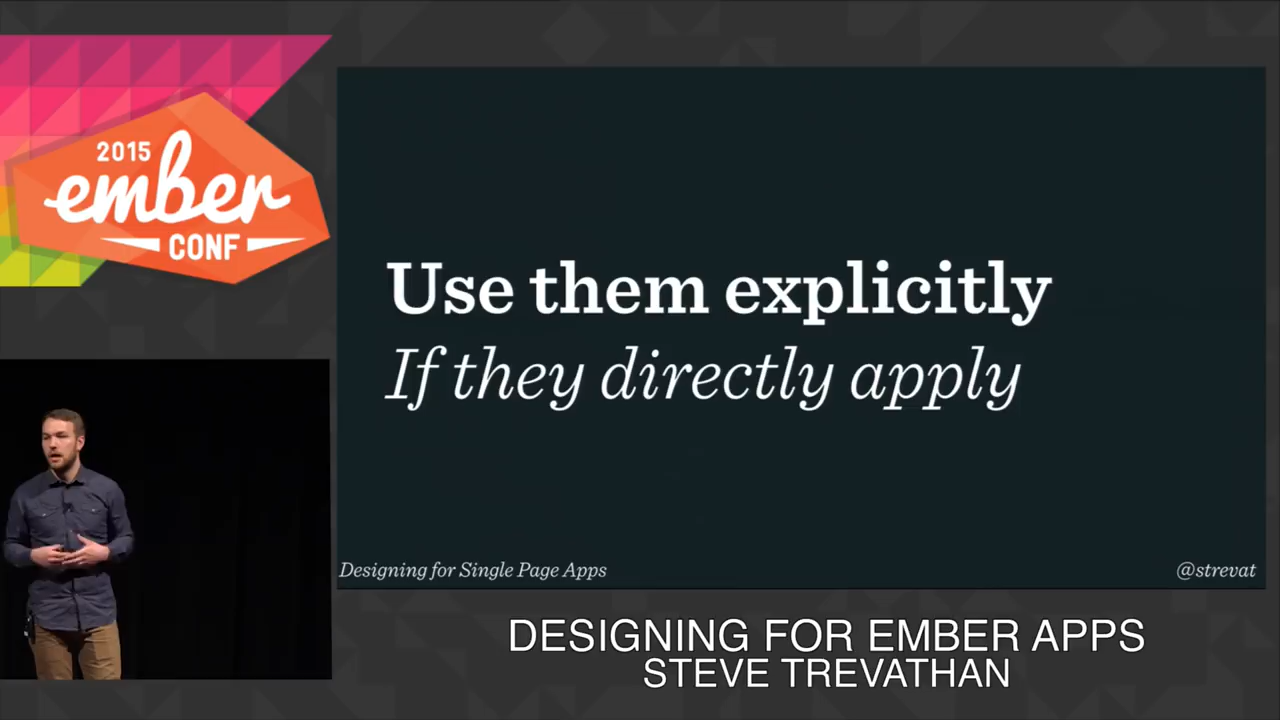 2015
ember
CONF
Use them explicitly
If they directly apply
Designing for Single Page Apps
@strevat
DESIGNING FOR EMBER APPS
STEVE TREVATHAN